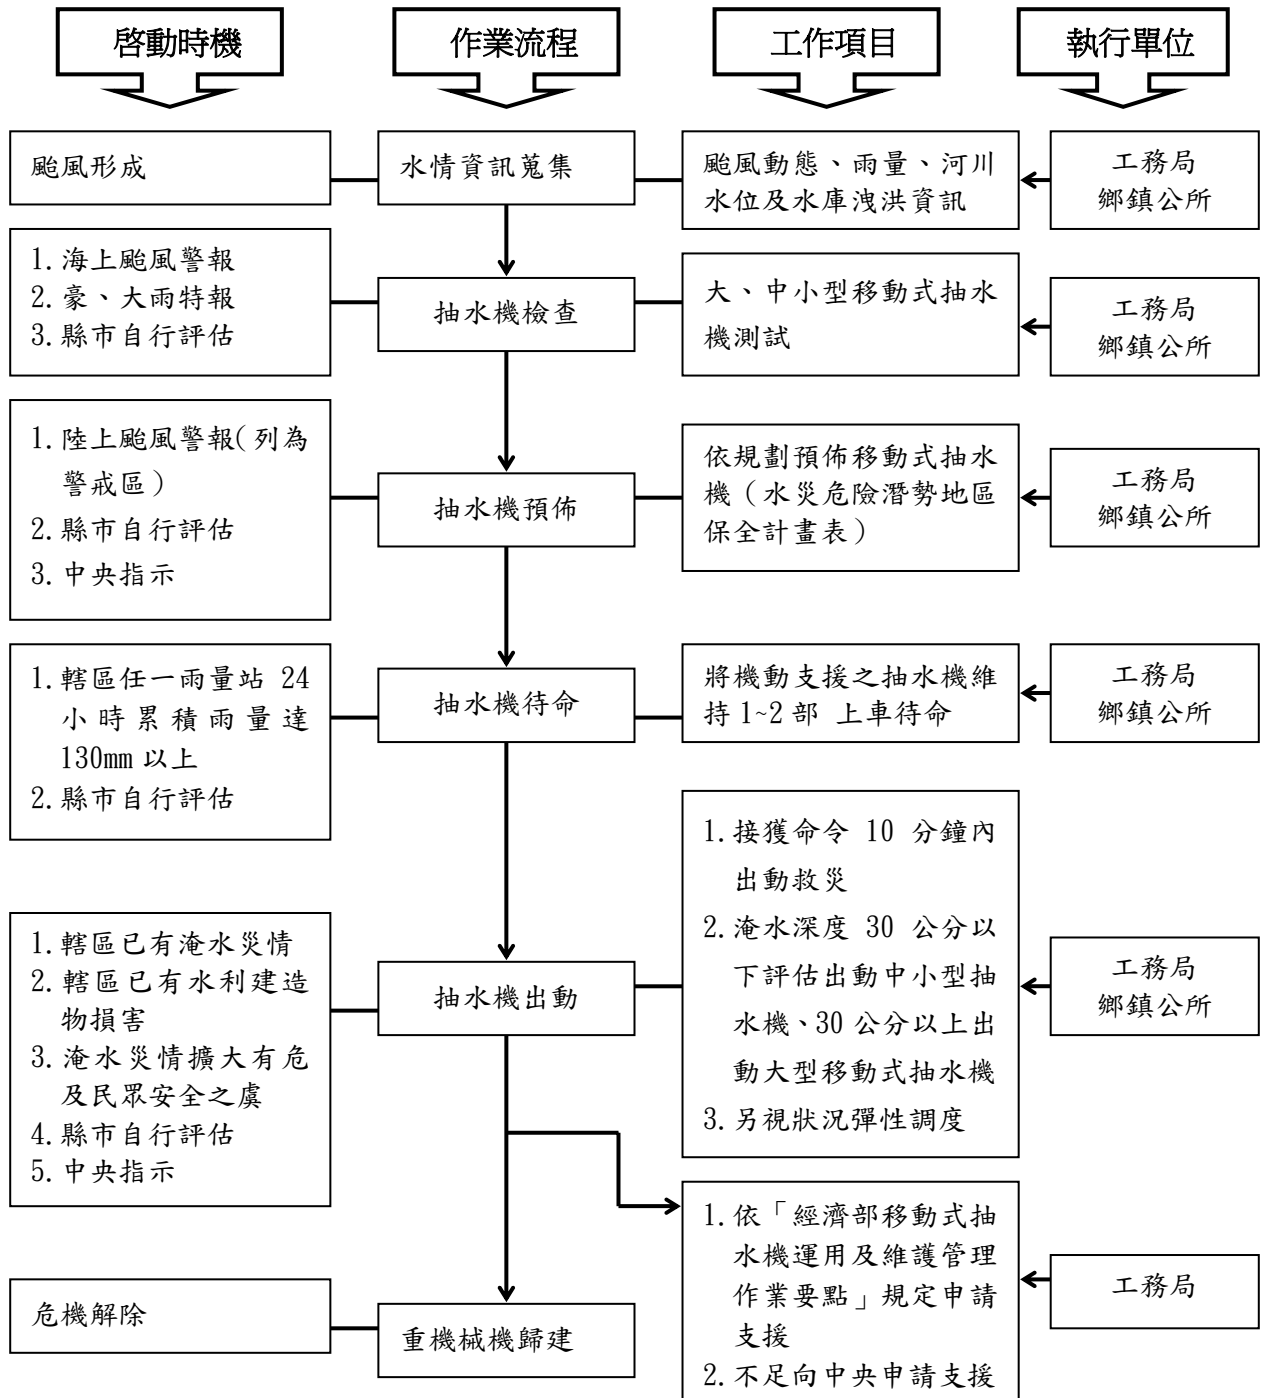 啓動時機
作業流程
工作項目
執行單位
颱風形成
水情資訊蒐集
颱風動態、雨量、河川
水位及水庫洩洪資訊
工務局
鄉鎮公所
1.海上颱風警報
2.豪、大雨特報
3.縣市自行評估
抽水機檢查
大、中小型移動式抽水
機測試
工務局
鄉鎮公所
1.陸上颱風警報(列為
警戒區)
2.縣市自行評估
3.中央指示
抽水機預佈
依規劃預佈移動式抽水
機(水災危險潛勢地區
保全計畫表)
工務局
鄉鎮公所
1.轄區任一雨量站 24
小時累積雨量達
130mm 以上
2.縣市自行評估
抽水機待命
將機動支援之抽水機維
持 1~2 部 上車待命
工務局
鄉鎮公所
1.轄區已有淹水災情
2.轄區已有水利建造
物損害
3.淹水災情擴大有危
及民眾安全之虞
4.縣市自行評估
5.中央指示
抽水機出動
1.接獲命令 10 分鐘內
出動救災
2.淹水深度 30 公分以
下評估出動中小型抽
水機、30 公分以上出
動大型移動式抽水機
3.另視狀況彈性調度
工務局
鄉鎮公所
1.依「經濟部移動式抽
水機運用及維護管理
作業要點」規定申請
支援
2.不足向中央申請支援
工務局
危機解除
重機械機歸建